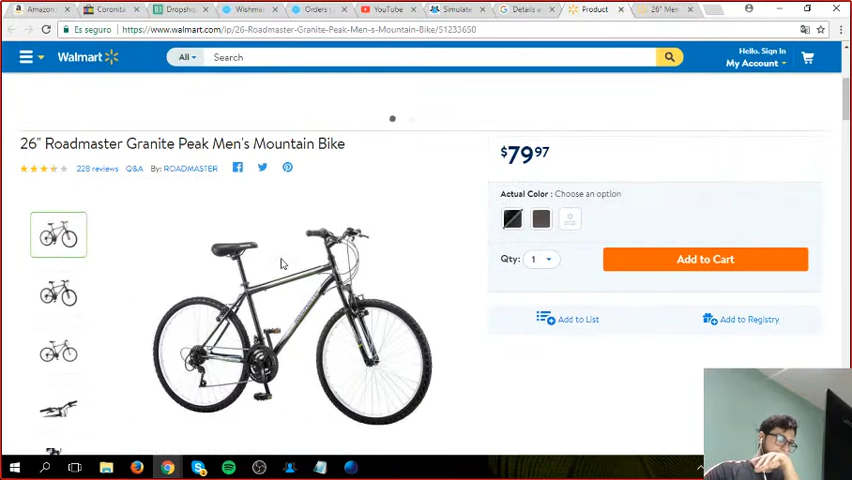 Amazon
Coronita
Dropship
Wishmas
Orders
YouTube
Simulate
Details a
Product
26" Men
Es seguro
https://www.walmart.com/ip/26-Roadmaster-Granite-Peak-Men-s-Mountain-Bike/51233650
Walmart
All
Search
Hello. Sign In
My Account
26" Roadmaster Granite Peak Men's Mountain Bike
$79.97
228 reviews
Q&A
By: ROADMASTER
Actual Color : Choose an option
Qty: 1
Add to Cart
Add to List
Add to Registry